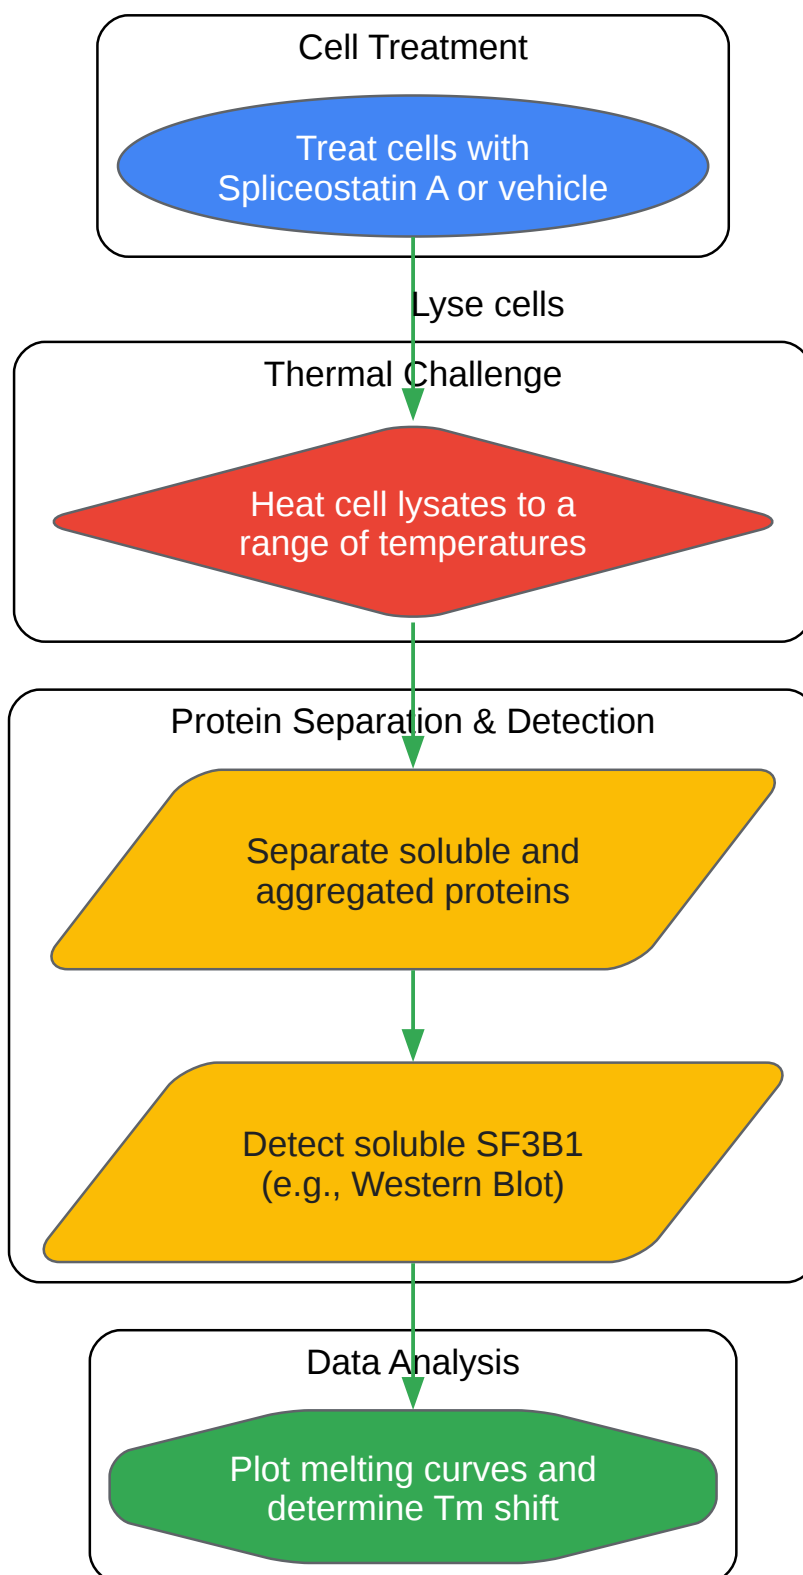 Cell Treatment
Treat cells with
Spliceostatin A or vehicle
Lyse cells
Thermal Challenge
Heat cell lysates to a
range of temperatures
Protein Separation & Detection
Separate soluble and
aggregated proteins
Detect soluble SF3B1
(e.g., Western Blot)
Data Analysis
Plot melting curves and
determine Tm shift